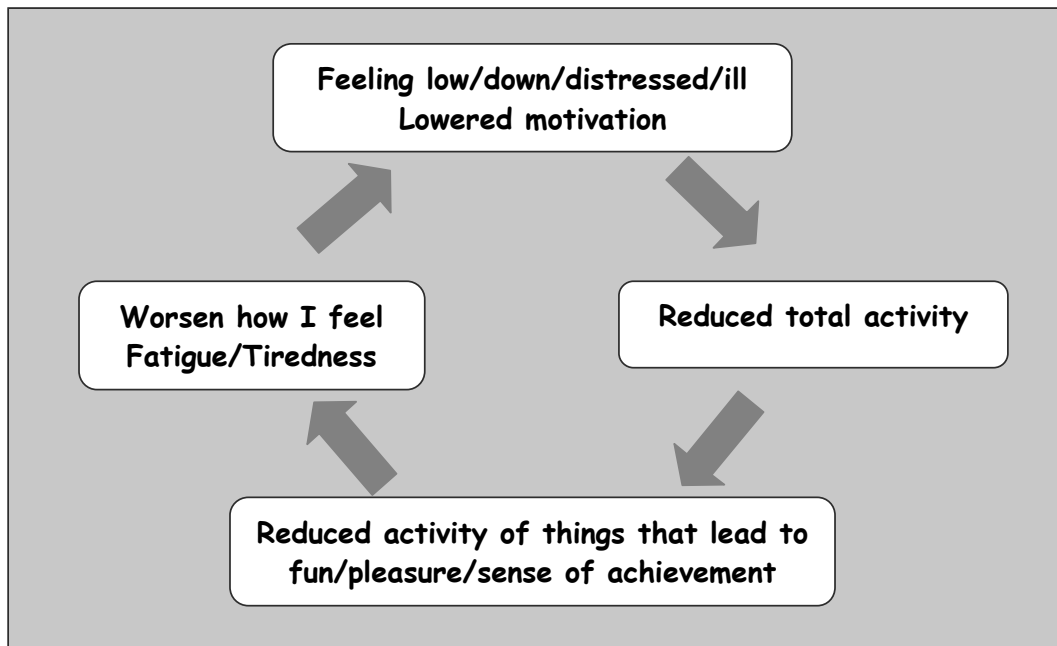 Feeling low/down/distressed/ill
Lowered motivation
Worsen how I feel
Fatigue/Tiredness
Reduced total activity
Reduced activity of things that lead to
fun/pleasure/sense of achievement